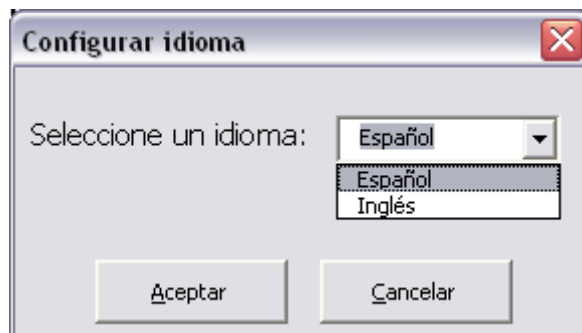 Configurar idioma
Seleccione un idioma: Español
Español
Inglés
Aceptar Cancelar